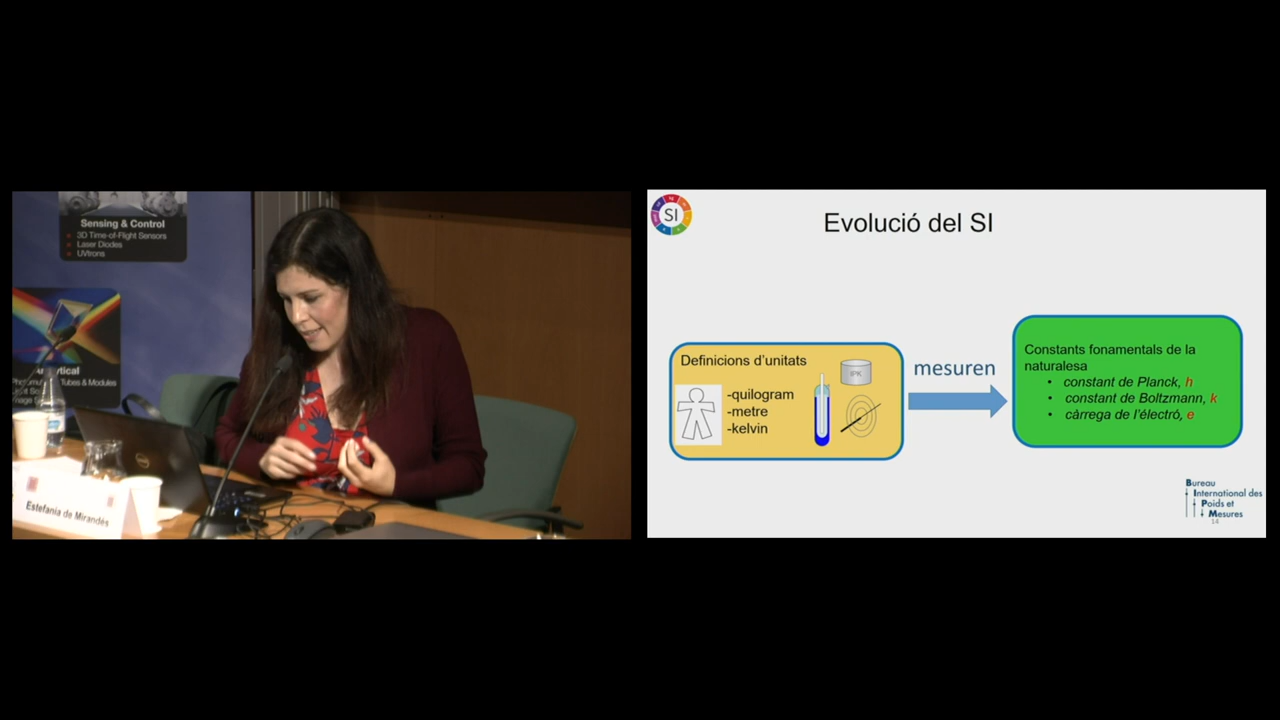 Sensing & Control
3D Time-of-Flight Sensors
Laser Diodes
UVtrons
Tubes & Modules
Estefanía de Mirandés
SI
Evolució del SI
Definicions d'unitats
IPK
-quilogram
-metre
-kelvin
mesuren
Constants fonamentals de la
naturalesa
• constant de Planck, h
• constant de Boltzmann, k
• càrrega de l'électró, e
Bureau
International des
Poids et
Mesures
14